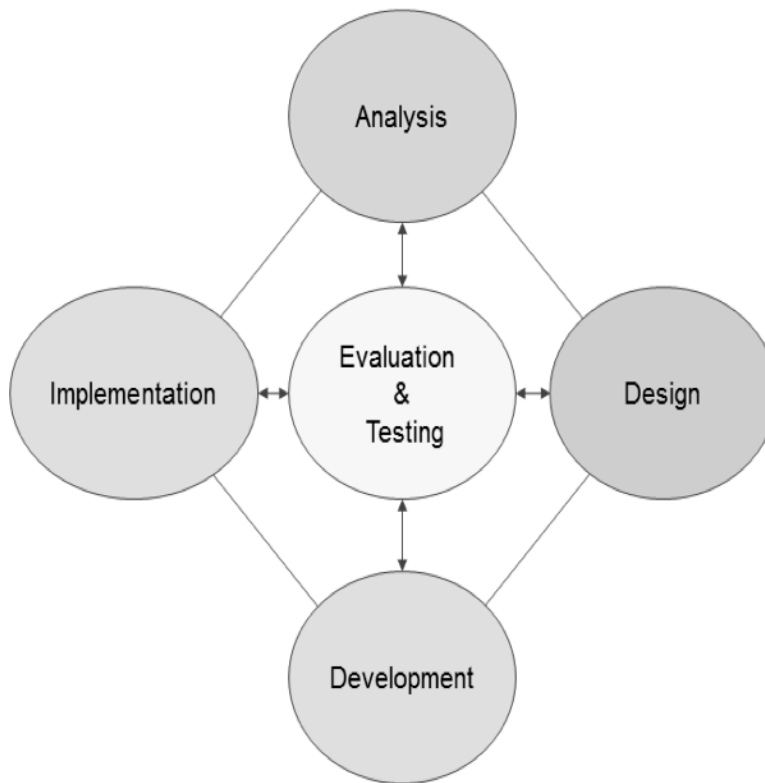 Analysis
Implementation
Evaluation
&
Testing
Design
Development